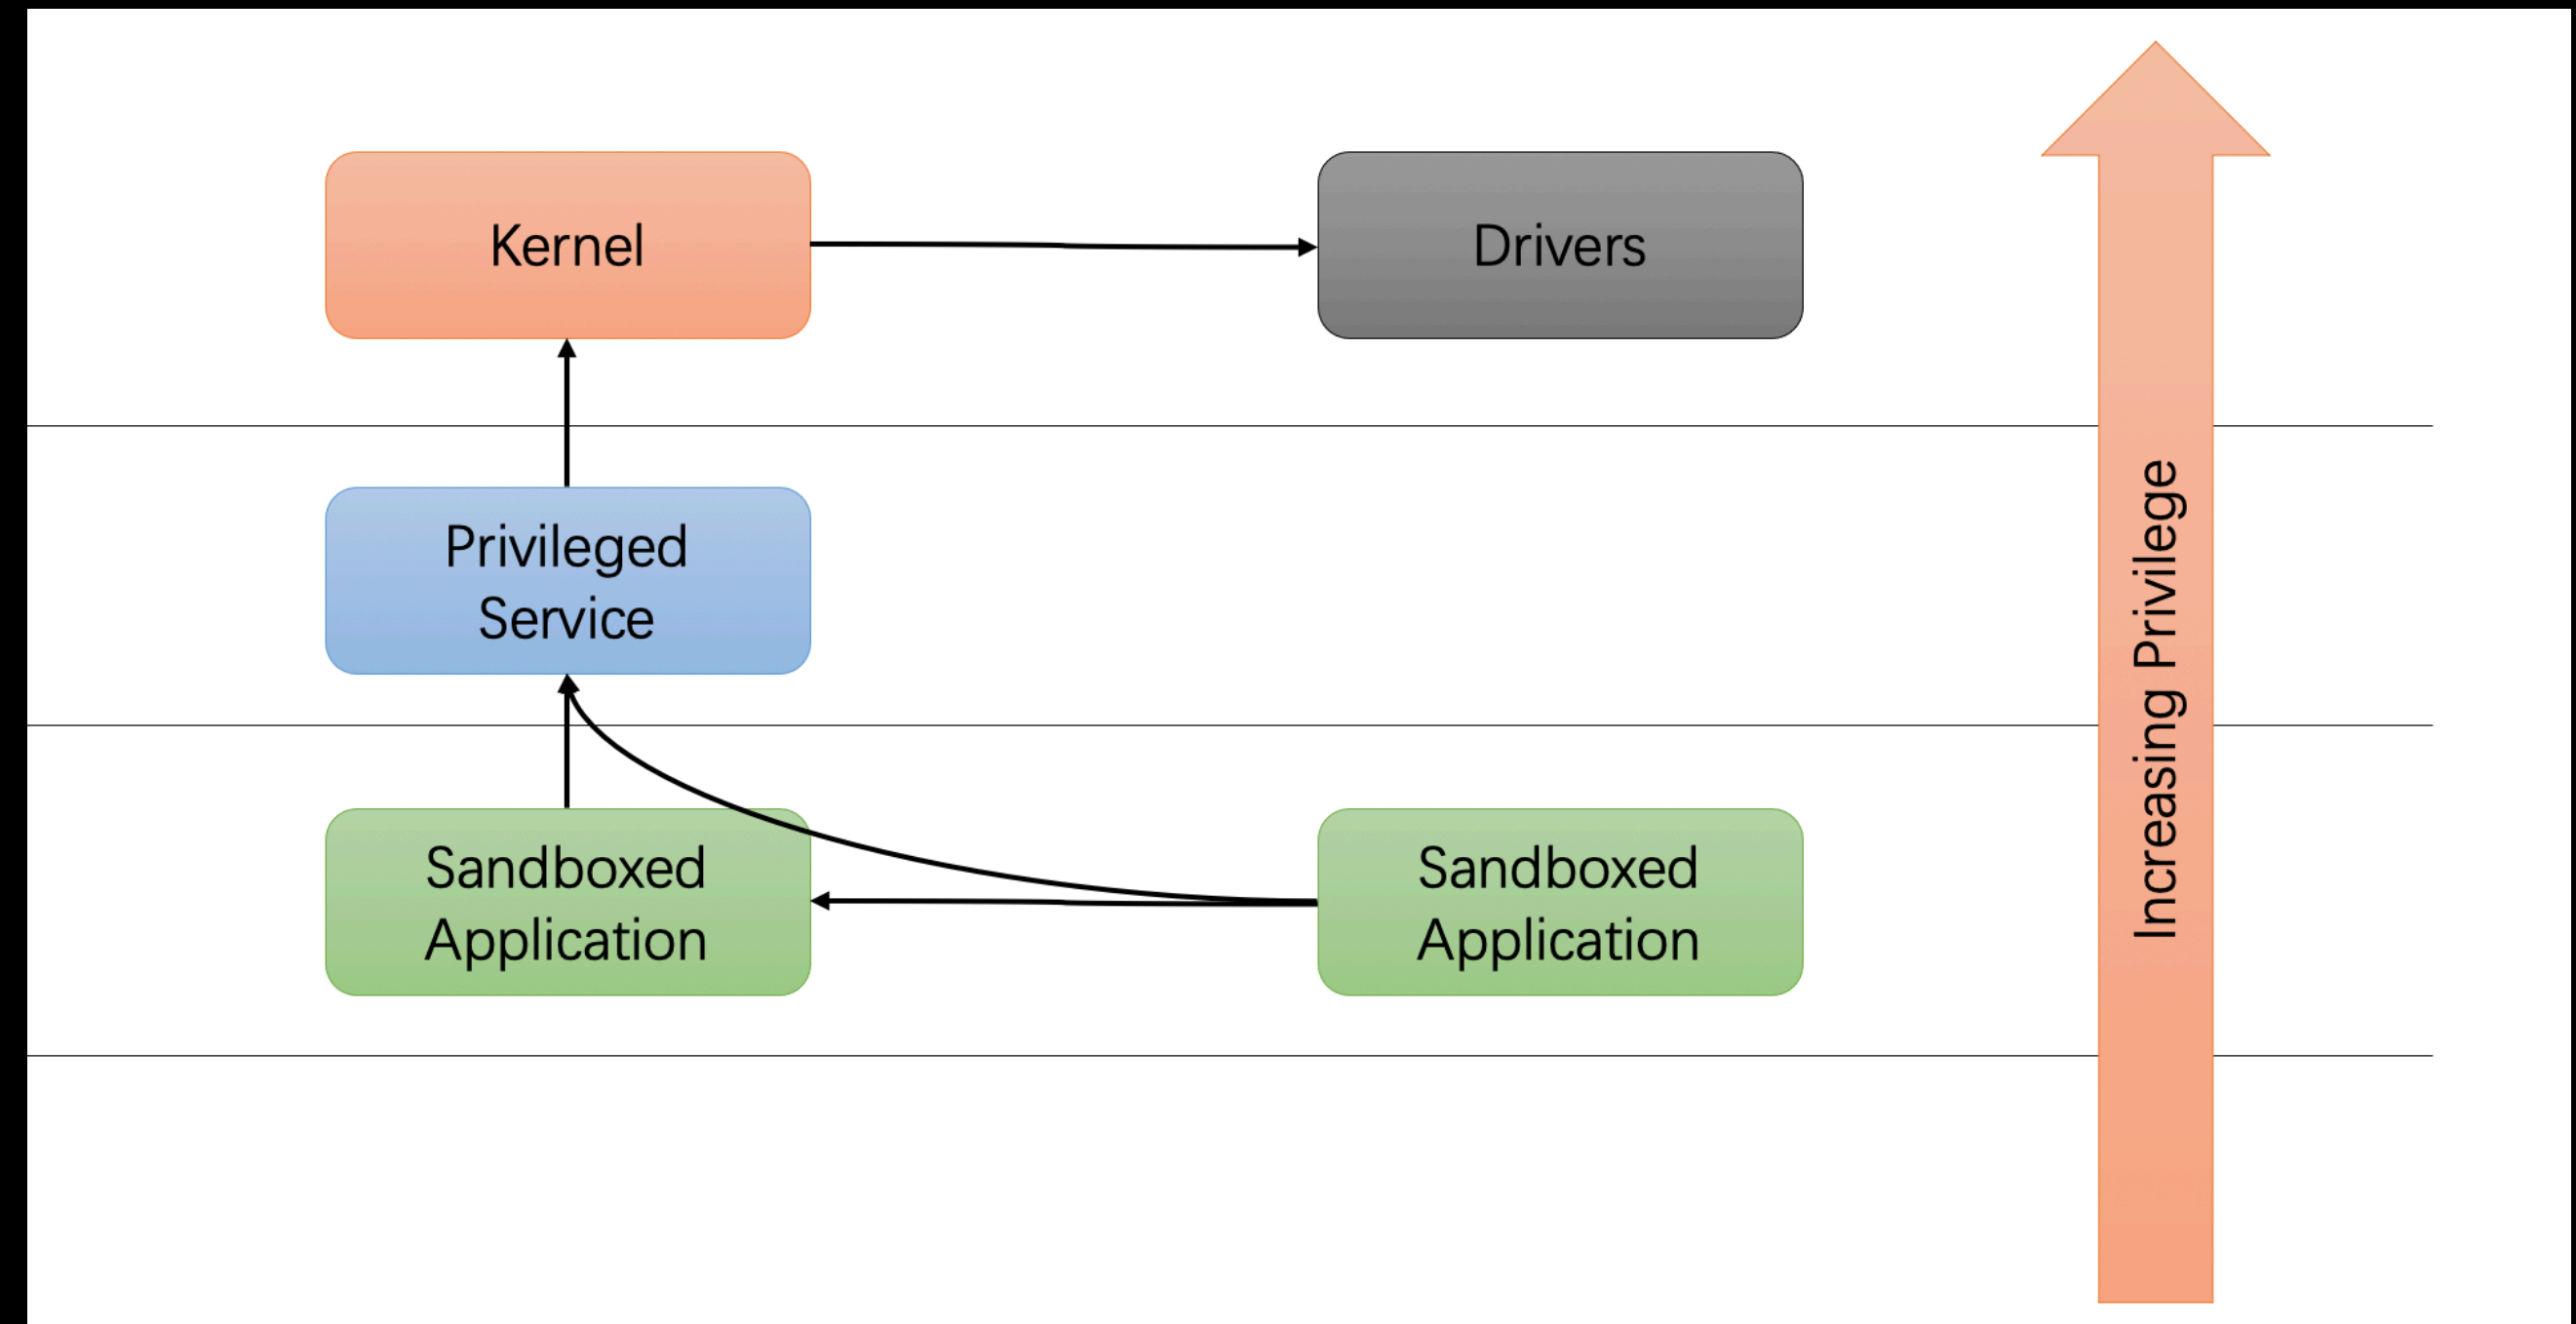 Kernel
Drivers
Privileged
Service
Sandboxed
Application
Sandboxed
Application
Increasing Privilege